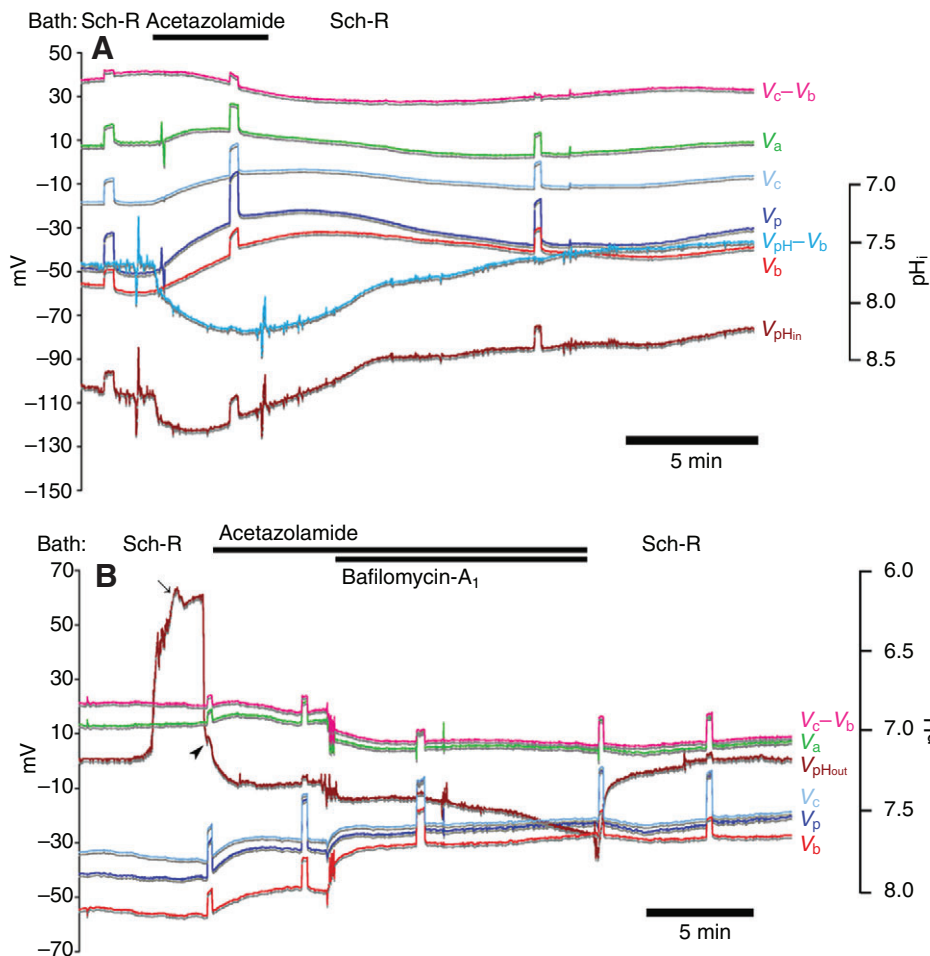 Bath: Sch-R Acetazolamide Sch-R
A
50
30
10
–10
–30
–50
–70
–90
–110
–130
–150
mV
Vc–Vb
Va
Vc
Vp
VpH–Vb
Vb
VpHin
7.0
7.5
8.0
8.5
pHi
5 min
Bath: Sch-R Acetazolamide Sch-R
Bafilomycin-A1
B
70
50
30
10
–10
–30
–50
–70
mV
Vc–Vb
Va
VpHout
Vc
Vp
Vb
6.0
6.5
7.0
7.5
8.0
5 min